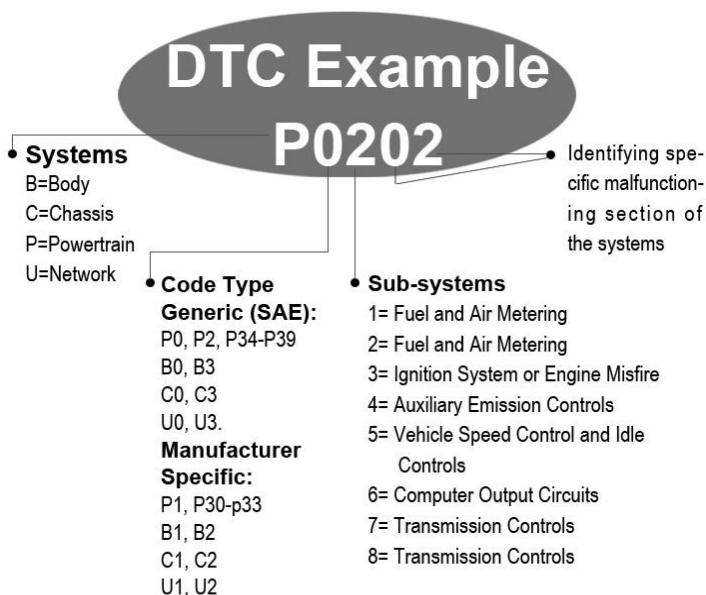 DTC Example
P0202
Systems
B=Body
C=Chassis
P=Powertrain
U=Network
Identifying spe-
cific malfunction-
ing section of
the systems
Code Type
Generic (SAE):
P0, P2, P34-P39
B0, B3
C0, C3
U0, U3.
Manufacturer
Specific:
P1, P30-p33
B1, B2
C1, C2
U1. U2
Sub-systems
1= Fuel and Air Metering
2= Fuel and Air Metering
3= Ignition System or Engine Misfire
4= Auxiliary Emission Controls
5= Vehicle Speed Control and Idle
Controls
6= Computer Output Circuits
7= Transmission Controls
8= Transmission Controls